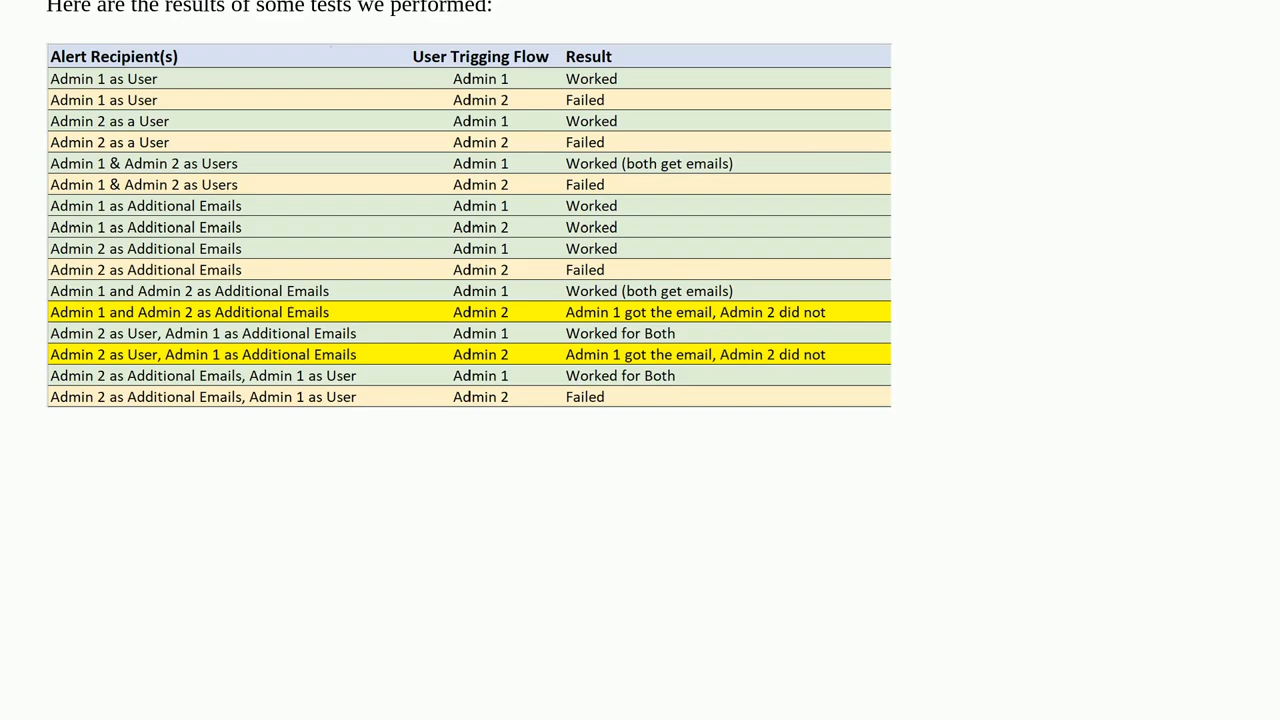 Here are the results of some tests we performed:
Alert Recipient(s) User Trigging Flow Result
Admin 1 as User Admin 1 Worked
Admin 1 as User Admin 2 Failed
Admin 2 as a User Admin 1 Worked
Admin 2 as a User Admin 2 Failed
Admin 1 & Admin 2 as Users Admin 1 Worked (both get emails)
Admin 1 & Admin 2 as Users Admin 2 Failed
Admin 1 as Additional Emails Admin 1 Worked
Admin 1 as Additional Emails Admin 2 Worked
Admin 2 as Additional Emails Admin 1 Worked
Admin 2 as Additional Emails Admin 2 Failed
Admin 1 and Admin 2 as Additional Emails Admin 1 Worked (both get emails)
Admin 1 and Admin 2 as Additional Emails Admin 2 Admin 1 got the email, Admin 2 did not
Admin 2 as User, Admin 1 as Additional Emails Admin 1 Worked for Both
Admin 2 as User, Admin 1 as Additional Emails Admin 2 Admin 1 got the email, Admin 2 did not
Admin 2 as Additional Emails, Admin 1 as User Admin 1 Worked for Both
Admin 2 as Additional Emails, Admin 1 as User Admin 2 Failed